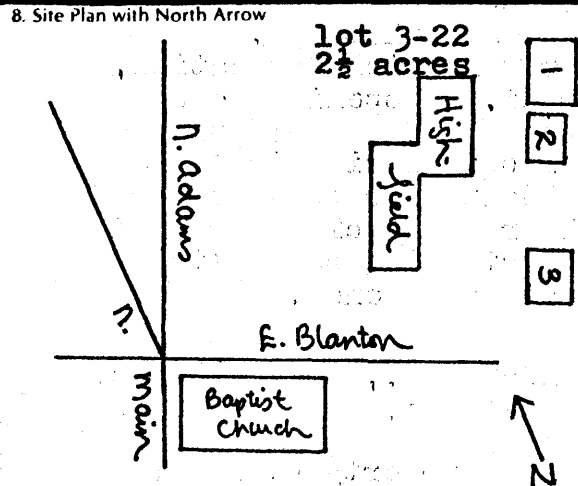 8. Site Plan with North Arrow
lot 3-22
2½ acres
1
2
3
High-
field
N. Adams
N.
Main
E. Blanton
Baptist
Church
N